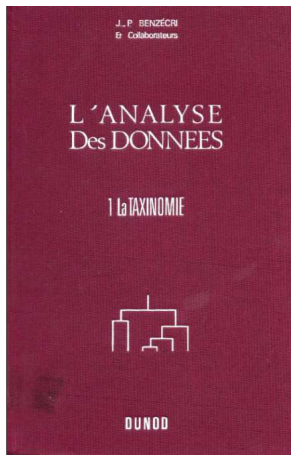 J.-P. BENZÉCRI
& Collaborateurs
L'ANALYSE
Des DONNEES
1 La TAXINOMIE
DUNOD